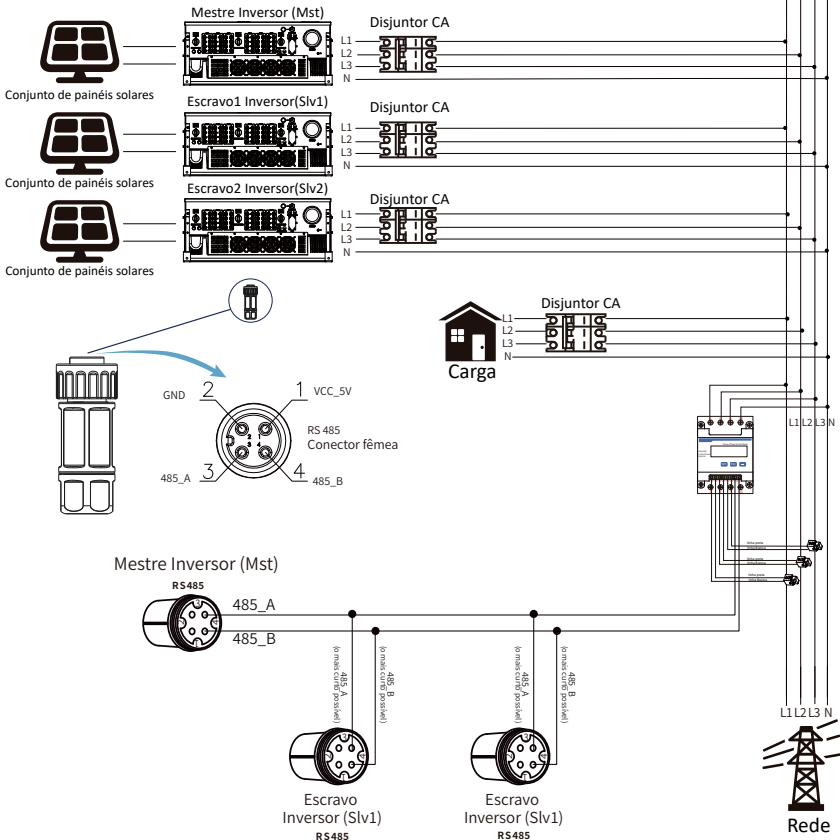 Mestre Inversor (Mst)
Disjuntor CA
L1
L2
L3
N
Conjunto de painéis solares
Escravo1 Inversor(Slv1)
Disjuntor CA
L1
L2
L3
N
Conjunto de painéis solares
Escravo2 Inversor(Slv2)
Disjuntor CA
L1
L2
L3
N
Conjunto de painéis solares
Disjuntor CA
L1
L2
L3
N
Carga
GND
2
1
VCC_5V
2
1
3
4
RS 485
Conector fêmea
485_A
3
4
485_B
L1 L2 L3 N
Mestre Inversor (Mst)
RS485
485_A
485_B
485_A
(o mais curto possível)
485_B
(o mais curto possível)
485_A
(o mais curto possível)
485_B
(o mais curto possível)
Escravo
Inversor (Slv1)
RS485
Escravo
Inversor (Slv1)
RS485
L1 L2 L3 N
Rede